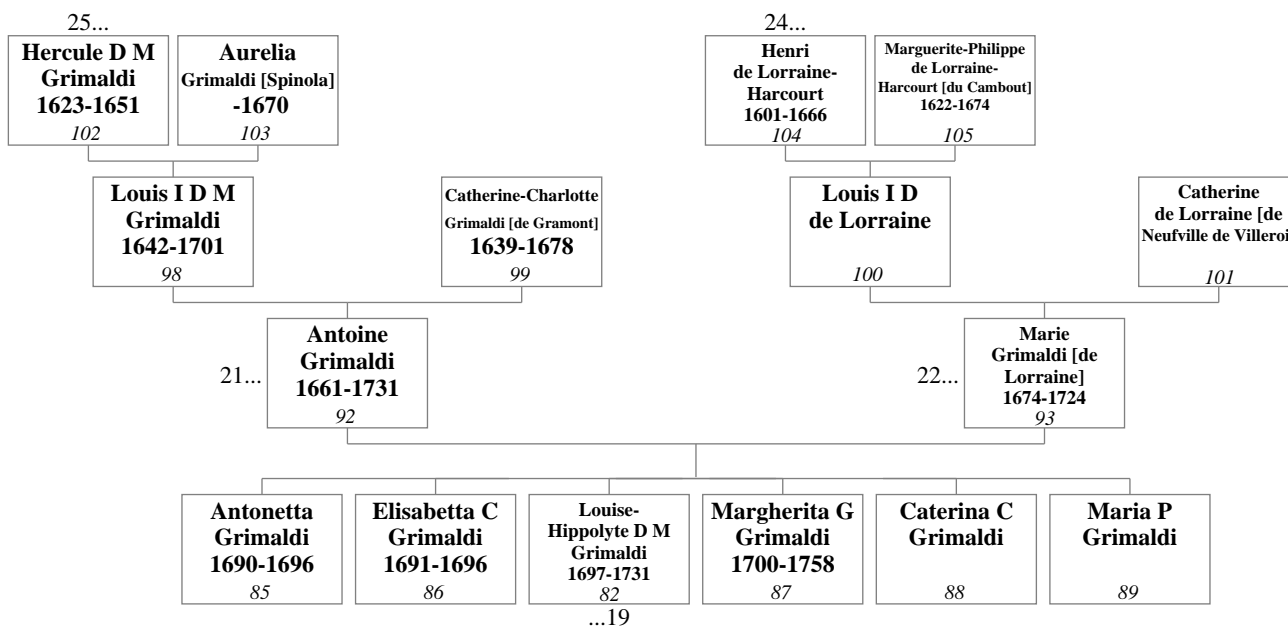 25...
Hercule D M
Grimaldi
1623-1651
102
Aurelia
Grimaldi [Spinola]
-1670
103
24...
Henri
de Lorraine-
Harcourt
1601-1666
104
Marguerite-Philippe
de Lorraine-
Harcourt [du Cambout]
1622-1674
105
Louis I D M
Grimaldi
1642-1701
98
Catherine-Charlotte
Grimaldi [de Gramont]
1639-1678
99
Louis I D
de Lorraine
100
Catherine
de Lorraine [de
Neufville de Villeroi
101
21...
Antoine
Grimaldi
1661-1731
92
22...
Marie
Grimaldi [de
Lorraine]
1674-1724
93
Antonetta
Grimaldi
1690-1696
85
Elisabetta C
Grimaldi
1691-1696
86
Louise-
Hippolyte D M
Grimaldi
1697-1731
82
Margherita G
Grimaldi
1700-1758
87
Caterina C
Grimaldi
88
Maria P
Grimaldi
89
...19